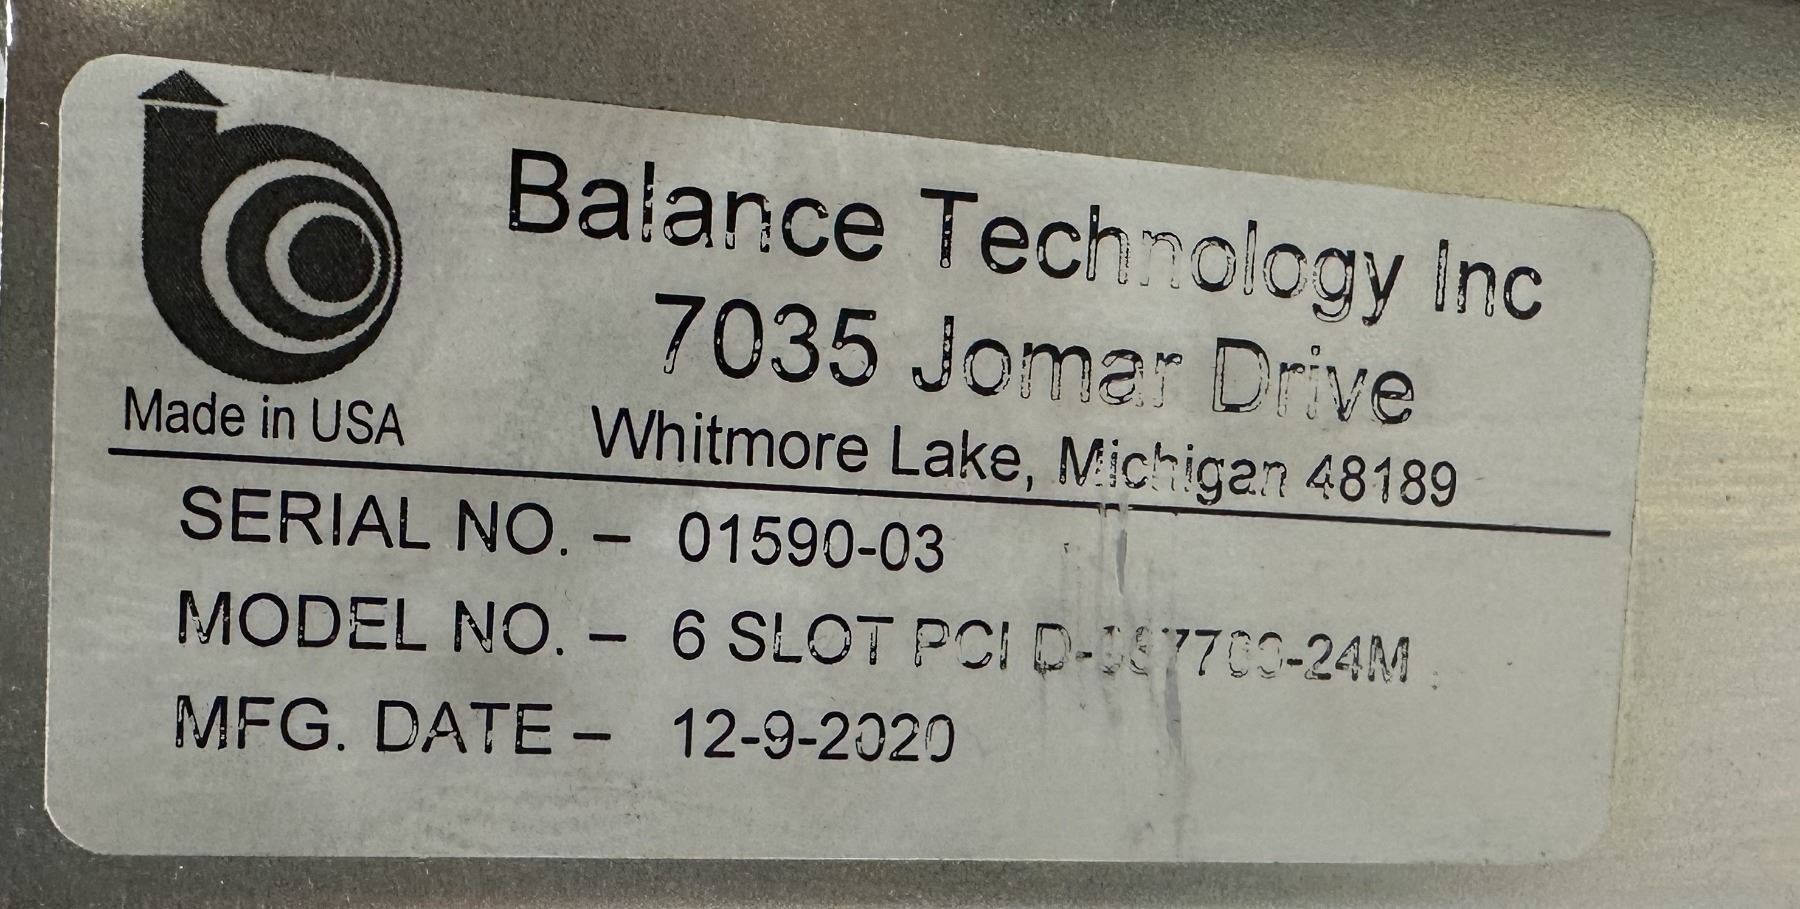 Balance Technology Inc
7035 Jomar Drive
Whitmore Lake, Michigan 48189
Made in USA
SERIAL NO. – 01590-03
MODEL NO. – 6 SLOT PCI
MFG. DATE – 12-9-2020